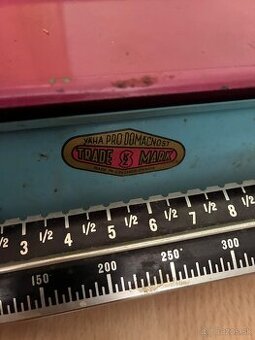 VÁHA PRO DOMÁCNOST
TRADE MARK
½ 3 ½ 4 ½ 5 ½ 6 ½ 7 ½ 8 ½
150 200 250 300